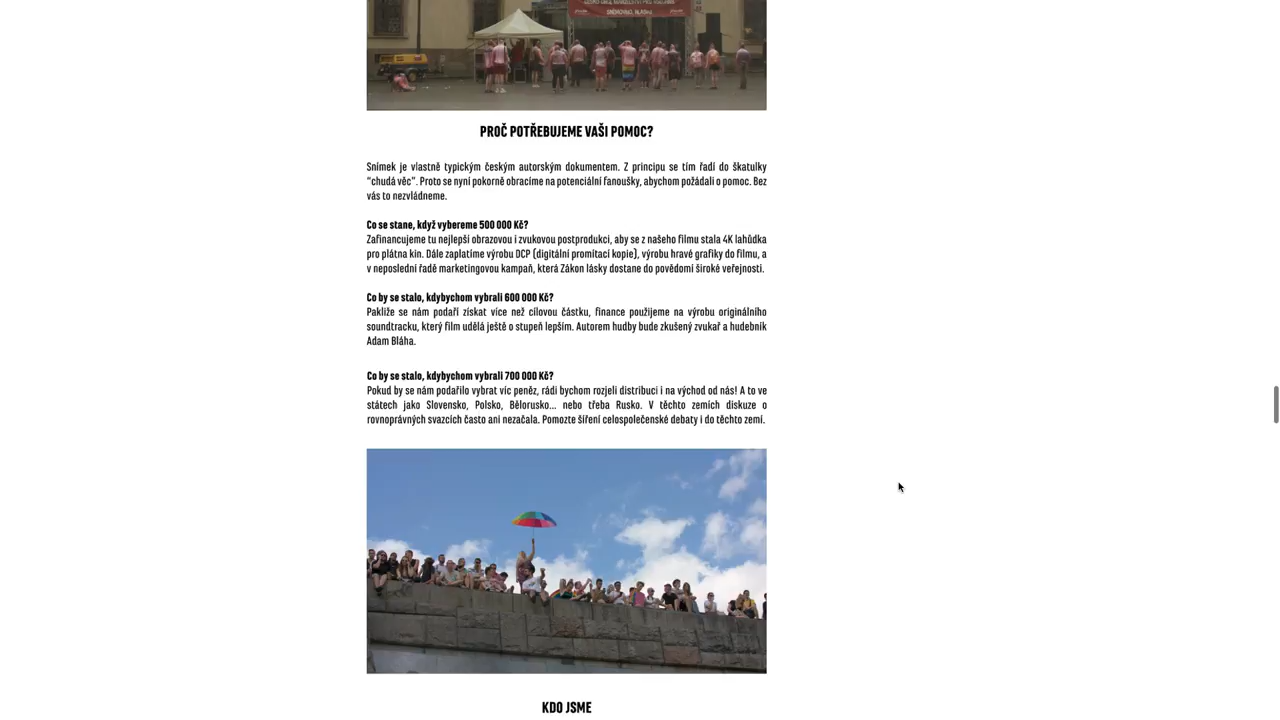 ČESKO CHCE MANŽELSTVÍ PRO VŠECHNY
SNĚMOVNO, HLASUJ!
PROČ POTŘEBUJEME VAŠI POMOC?
Snímek je vlastně typickým českým autorským dokumentem. Z principu se tím řadí do škatulky
"chudá věc". Proto se nyní pokorně obracíme na potenciální fanoušky, abychom požádali o pomoc. Bez
vás to nezvládneme.
Co se stane, když vybereme 500 000 Kč?
Zafinancujeme tu nejlepší obrazovou i zvukovou postprodukci, aby se z našeho filmu stala 4K lahůdka
pro plátna kin. Dále zaplatíme výrobu DCP (digitální promítací kopie), výrobu hravé grafiky do filmu, a
v neposlední řadě marketingovou kampaň, která Zákon lásky dostane do povědomí široké veřejnosti.
Co by se stalo, kdybychom vybrali 600 000 Kč?
Pakliže se nám podaří získat více než cílovou částku, finance použijeme na výrobu originálního
soundtracku, který film udělá ještě o stupeň lepším. Autorem hudby bude zkušený zvukař a hudebník
Adam Bláha.
Co by se stalo, kdybychom vybrali 700 000 Kč?
Pokud by se nám podařilo vybrat víc peněz, rádi bychom rozjeli distribuci i na východ od nás! A to ve
státech jako Slovensko, Polsko, Bělorusko... nebo třeba Rusko. V těchto zemích diskuze o
rovnoprávných svazcích často ani nezačala. Pomozte šíření celospolečenské debaty i do těchto zemí.
KDO JSME